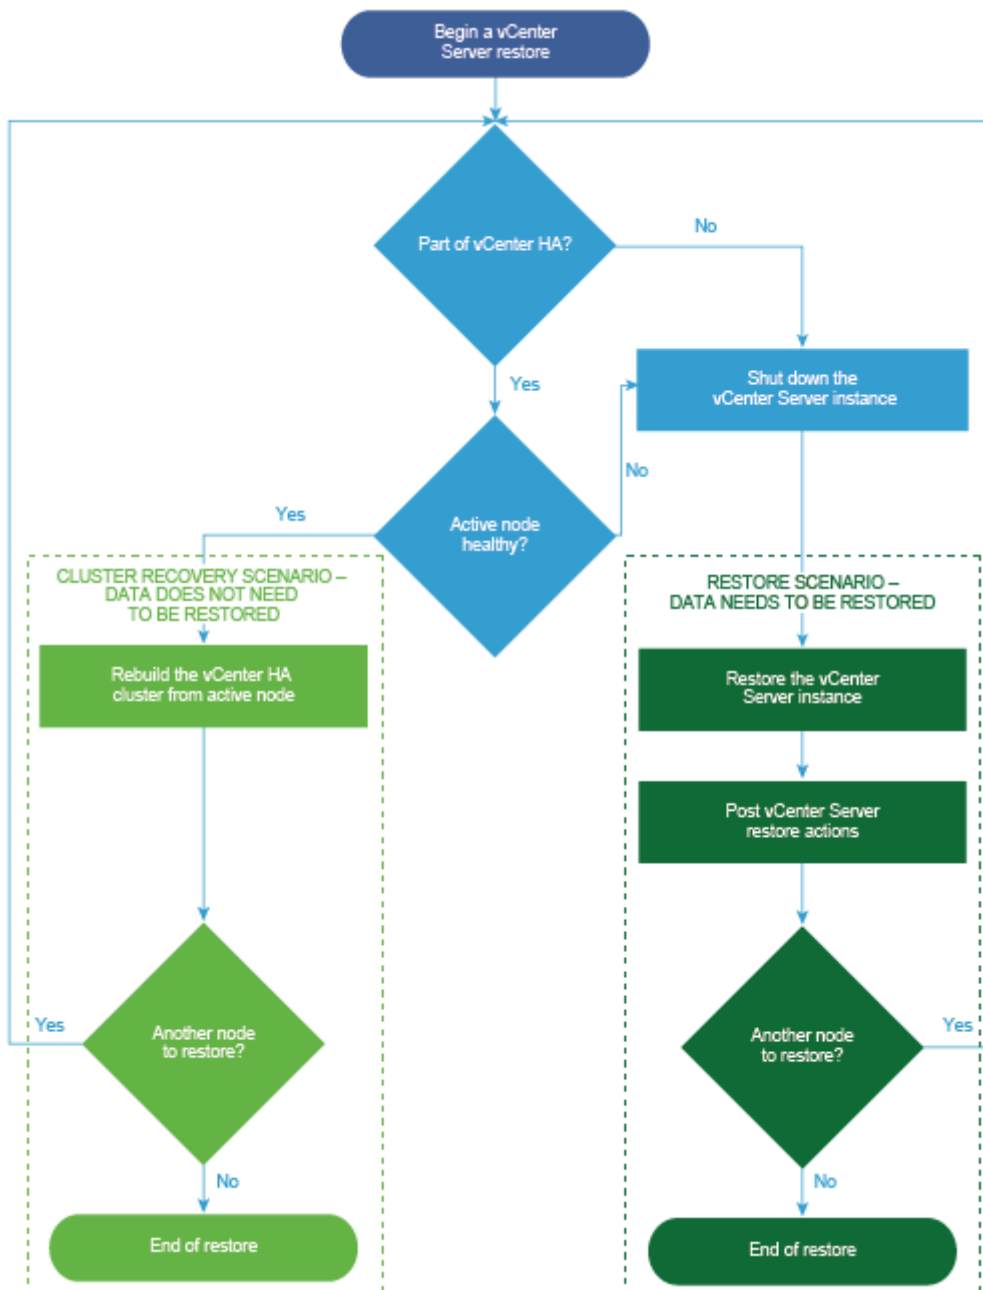 Begin a vCenter
Server restore
Part of vCenter HA?
No
Yes
Shut down the
vCenter Server instance
No
Active node
healthy?
Yes
CLUSTER RECOVERY SCENARIO –
DATA DOES NOT NEED
TO BE RESTORED
Rebuild the vCenter HA
cluster from active node
RESTORE SCENARIO –
DATA NEEDS TO BE RESTORED
Restore the vCenter
Server instance
Post vCenter Server
restore actions
Another node
to restore?
Yes
No
End of restore
Another node
to restore?
Yes
No
End of restore